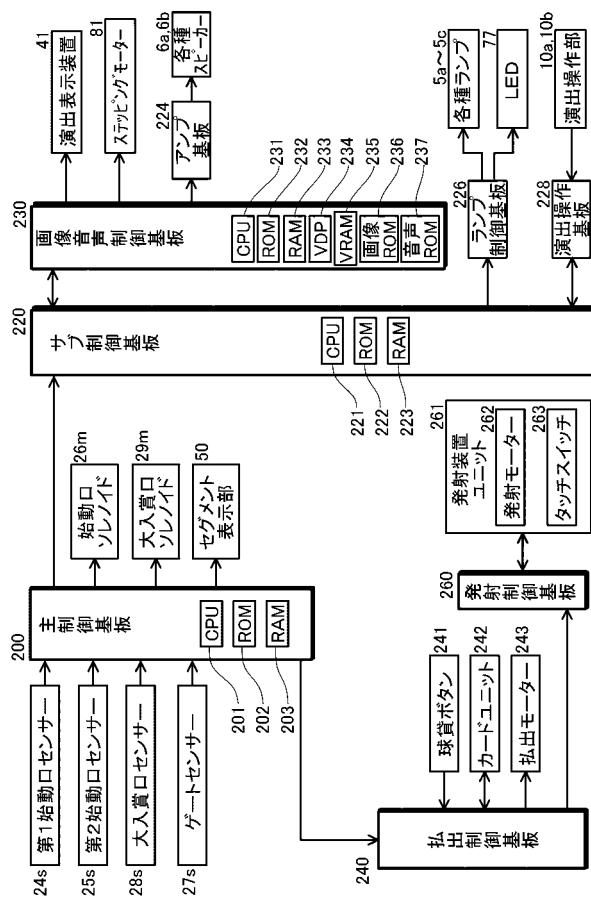 24s
第1始動口センサー
25s
第2始動口センサー
28s
大入賞口センサー
27s
ゲートセンサー
200
主制御基板
CPU
ROM
RAM
201
202
203
26m
始動口
ソレノイド
29m
大入賞口
ソレノイド
50
セグメント
表示部
220
サブ制御基板
CPU
ROM
RAM
221
222
223
230
画像音声制御基板
CPU
ROM
RAM
VDP
VRAM
画像
ROM
音声
ROM
231
232
233
234
235
236
237
41
演出表示装置
81
ステッピングモーター
224
アンプ
基板
6a,6b
各種
スピーカー
226
ランプ
制御基板
5a~5c
各種ランプ
77
LED
228
演出操作
基板
10a,10b
演出操作部
240
払出制御基板
241
球貸ボタン
242
カードユニット
243
払出モーター
260
発射制御基板
261
発射装置
ユニット
262
発射モーター
263
タッチスイッチ